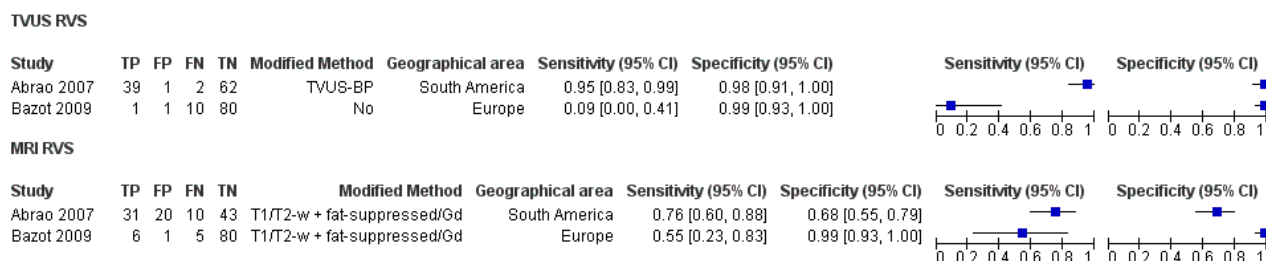 TVUS RVS
Study TP FP FN TN Modified Method Geographical area Sensitivity (95% CI) Specificity (95% CI) Sensitivity (95% CI) Specificity (95% CI)
Abrao 2007 39 1 2 62 TVUS-BP South America 0.95 [0.83, 0.99] 0.98 [0.91, 1.00]
Bazot 2009 1 1 10 80 No Europe 0.09 [0.00, 0.41] 0.99 [0.93, 1.00]
0 0.2 0.4 0.6 0.8 1 0 0.2 0.4 0.6 0.8 1
MRI RVS
Study TP FP FN TN Modified Method Geographical area Sensitivity (95% CI) Specificity (95% CI) Sensitivity (95% CI) Specificity (95% CI)
Abrao 2007 31 20 10 43 T1/T2-w + fat-suppressed/Gd South America 0.76 [0.60, 0.88] 0.68 [0.55, 0.79]
Bazot 2009 6 1 5 80 T1/T2-w + fat-suppressed/Gd Europe 0.55 [0.23, 0.83] 0.99 [0.93, 1.00]
0 0.2 0.4 0.6 0.8 1 0 0.2 0.4 0.6 0.8 1